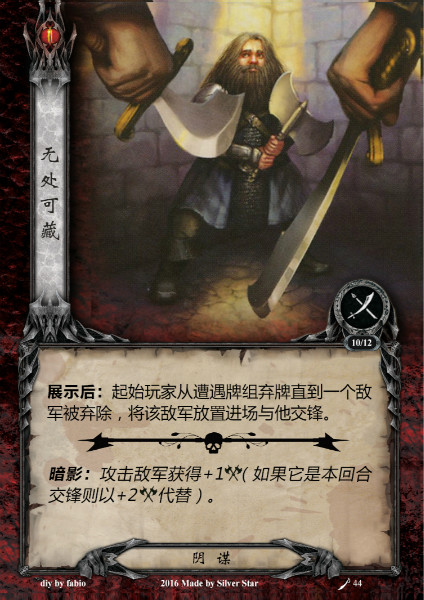 无处可藏
10/12
展示后：起始玩家从遭遇牌组弃牌直到一个敌
军被弃除，将该敌军放置进场与他交锋。
暗影：攻击敌军获得+1（如果它是本回合
交锋则以+2代替）。
阴谋
diy by fabio 2016 Made by Silver Star 44